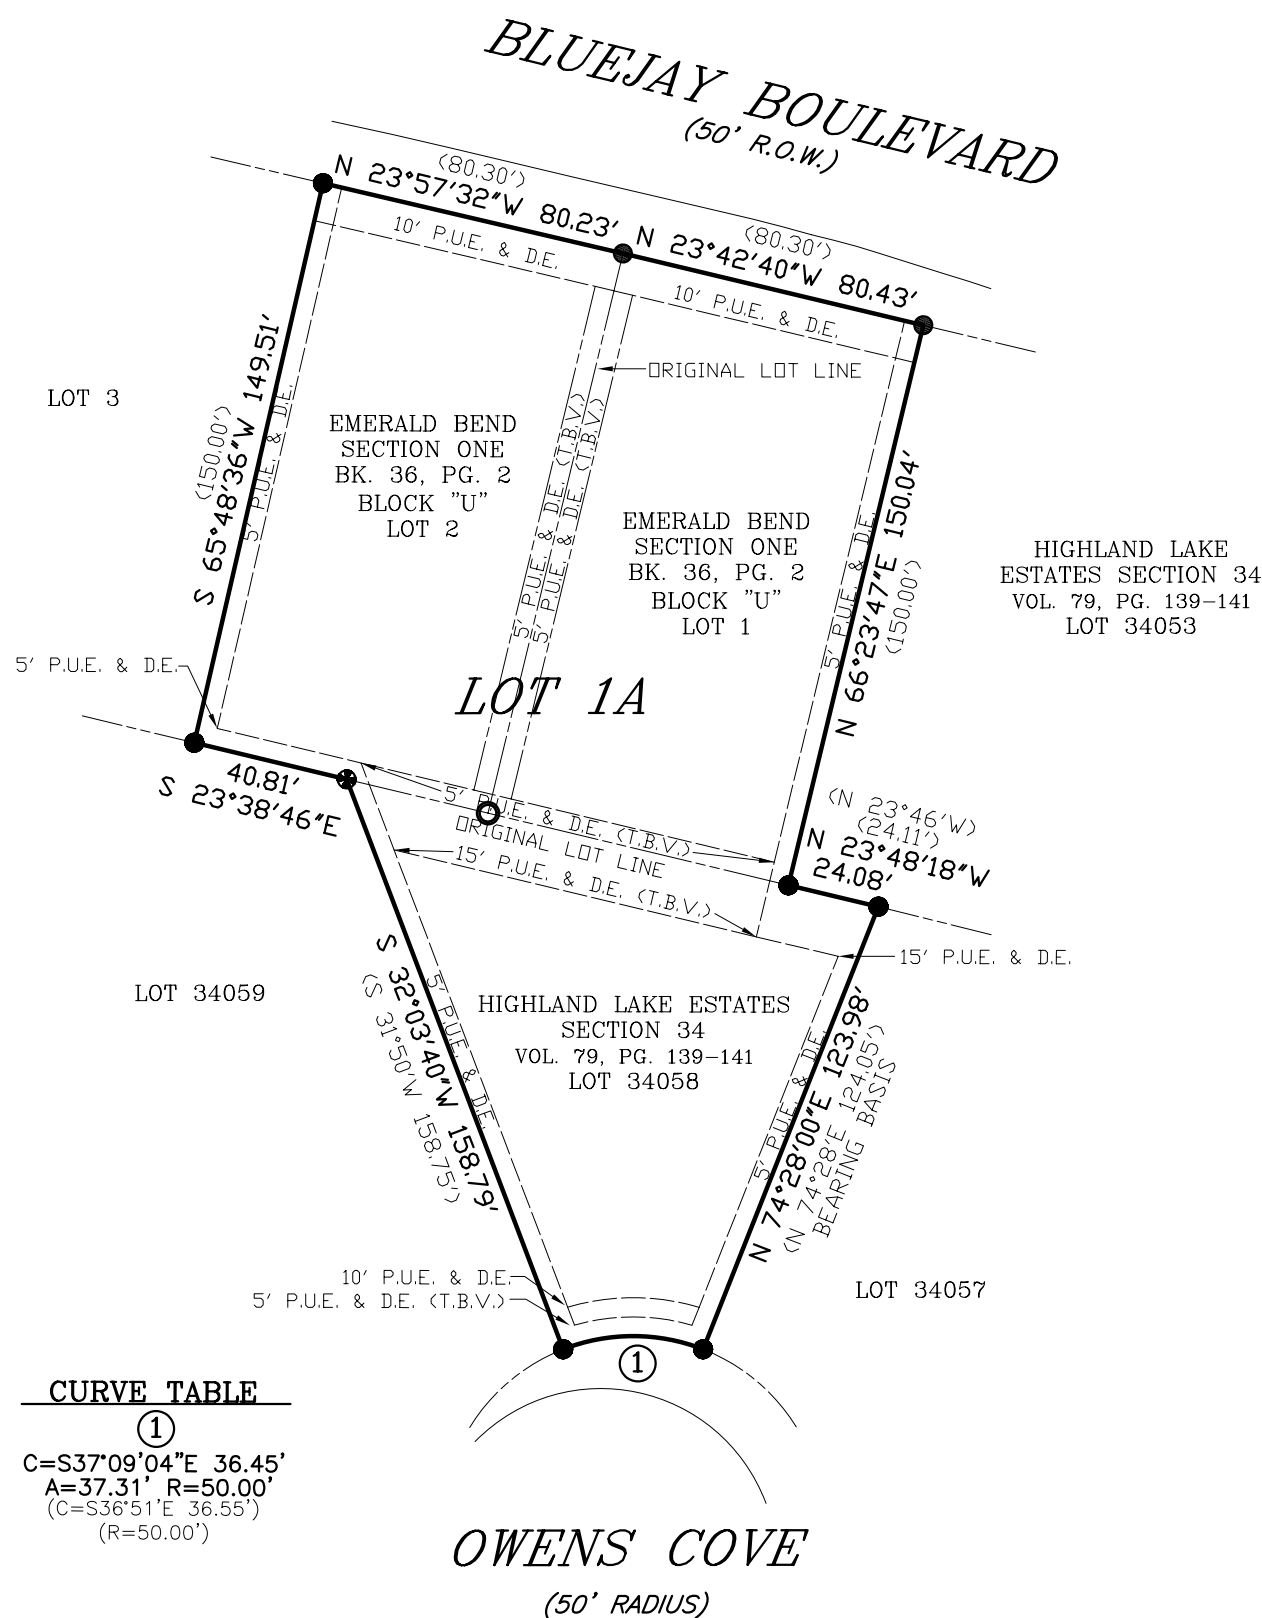 BLUEJAY BOULEVARD
(50' R.O.W.)
(80.30')
N 23°57'32"W 80.23'
(80.30')
N 23°42'40"W 80.43'
10' P.U.E. & D.E.
10' P.U.E. & D.E.
ORIGINAL LOT LINE
LOT 3
S 65°48'36"W 149.51'
(150.00')
5' P.U.E. & D.E.
EMERALD BEND
SECTION ONE
BK. 36, PG. 2
BLOCK "U"
LOT 2
5' P.U.E. & D.E. (T.B.V.)
5' P.U.E. & D.E. (T.B.V.)
EMERALD BEND
SECTION ONE
BK. 36, PG. 2
BLOCK "U"
LOT 1
5' P.U.E. & D.E.
N 66°23'47"E 150.04'
(150.00')
HIGHLAND LAKE
ESTATES SECTION 34
VOL. 79, PG. 139-141
LOT 34053
5' P.U.E. & D.E.
LOT 1A
40.81'
S 23°38'46"E
5' P.U.E. & D.E. (T.B.V.)
ORIGINAL LOT LINE
15' P.U.E. & D.E. (T.B.V.)
(N 23°46'W)
(24.11')
N 23°48'18"W
24.08'
15' P.U.E. & D.E.
LOT 34059
S 32°03'40"W 158.79'
(S 31°50'W 158.75')
5' P.U.E. & D.E.
HIGHLAND LAKE ESTATES
SECTION 34
VOL. 79, PG. 139-141
LOT 34058
5' P.U.E. & D.E.
N 74°28'00"E 123.98'
(N 74°28'E 124.05')
BEARING BASIS
LOT 34057
10' P.U.E. & D.E.
5' P.U.E. & D.E. (T.B.V.)
1
CURVE TABLE
1
C=S37°09'04"E 36.45'
A=37.31' R=50.00'
(C=S36°51'E 36.55')
(R=50.00')
OWENS COVE
(50' RADIUS)